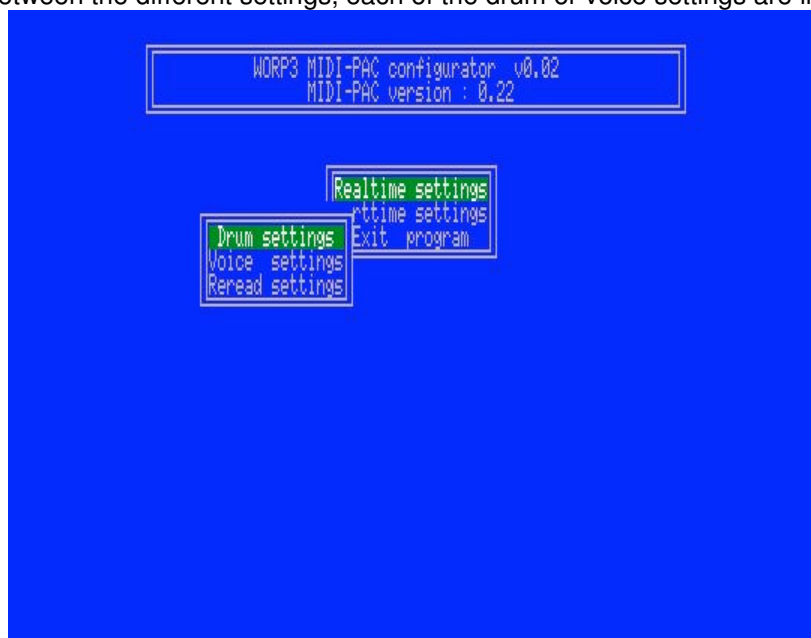 etween the different settings, each of the drum or voice settings are
WORP3 MIDI-PAC configurator v0.02
MIDI-PAC version : 0.22
Realtime settings
rttime settings
Exit program
Drum settings
Voice settings
Reread settings